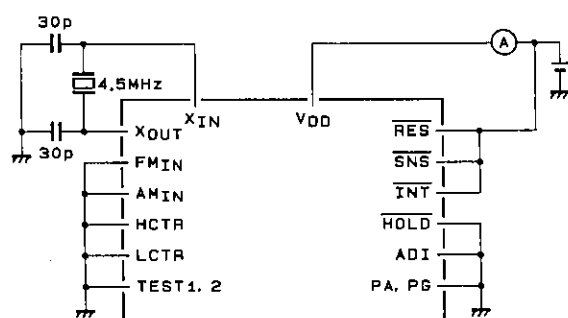 30p
4.5MHz
30p
A
XIN
VDD
XOUT
FMIN
AMIN
HCTR
LCTR
TEST1, 2
RES
SNS
INT
HOLD
ADI
PA, PG